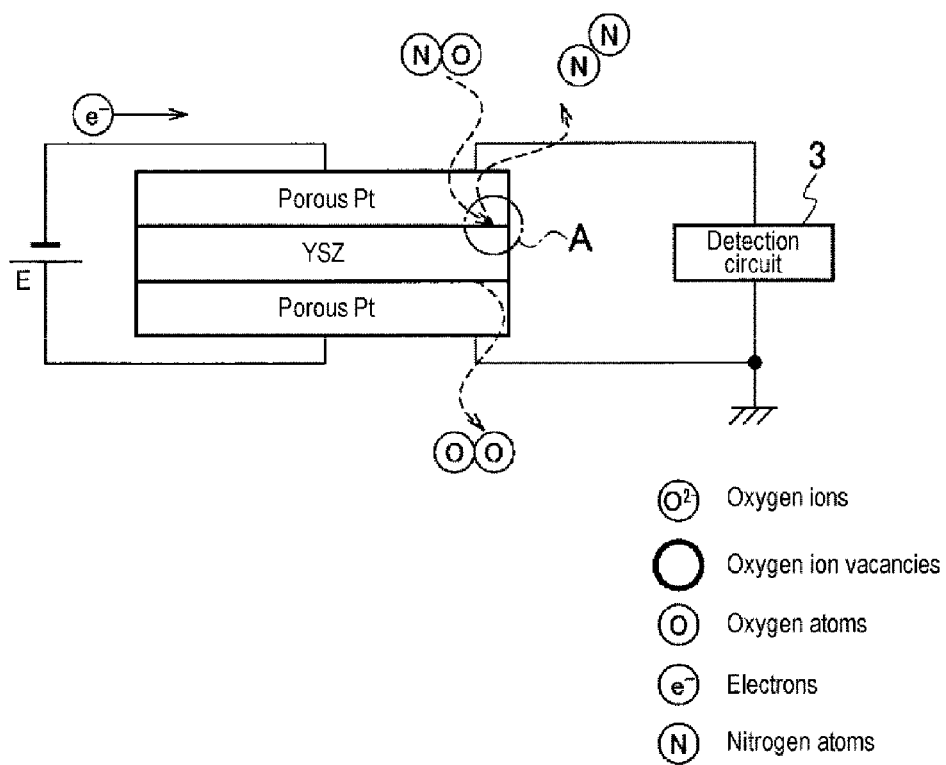 N O
N
N
e⁻
3
Porous Pt
A
YSZ
Detection
circuit
E
Porous Pt
O O
O²⁻ Oxygen ions
Oxygen ion vacancies
O Oxygen atoms
e⁻ Electrons
N Nitrogen atoms